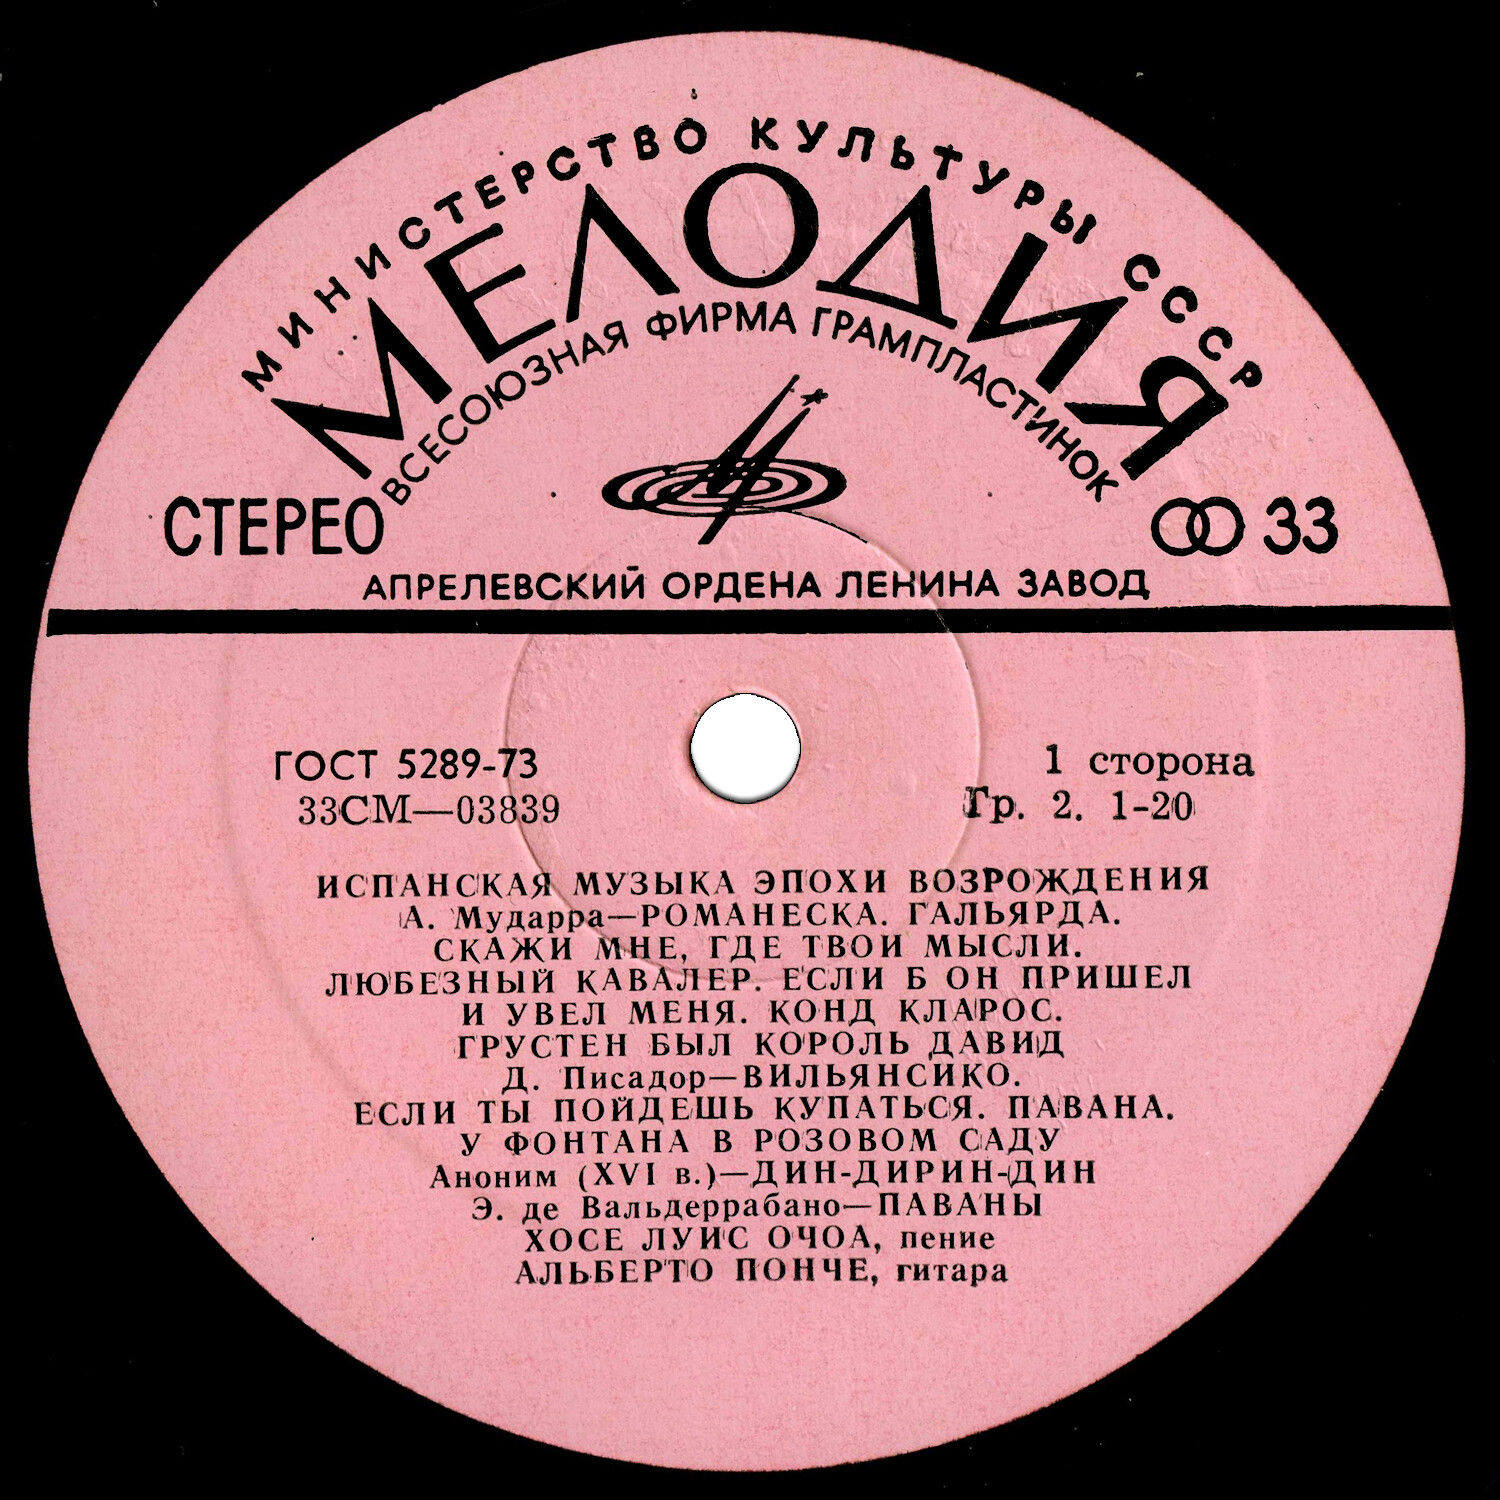 МИНИСТЕРСТВО КУЛЬТУРЫ СССР
МЕЛОДИЯ
ВСЕСОЮЗНАЯ ФИРМА ГРАМПЛАСТИНОК
СТЕРЕО
33
АПРЕЛЕВСКИЙ ОРДЕНА ЛЕНИНА ЗАВОД
ГОСТ 5289-73
33СМ—03839
1 сторона
Гр. 2. 1-20
ИСПАНСКАЯ МУЗЫКА ЭПОХИ ВОЗРОЖДЕНИЯ
А. Мударра—РОМАНЕСКА. ГАЛЬЯРДА.
СКАЖИ МНЕ, ГДЕ ТВОИ МЫСЛИ.
ЛЮБЕЗНЫЙ КАВАЛЕР. ЕСЛИ Б ОН ПРИШЕЛ
И УВЕЛ МЕНЯ. КОНД КЛАРОС.
ГРУСТЕН БЫЛ КОРОЛЬ ДАВИД
Д. Писадор—ВИЛЬЯНСИКО.
ЕСЛИ ТЫ ПОЙДЕШЬ КУПАТЬСЯ. ПАВАНА.
У ФОНТАНА В РОЗОВОМ САДУ
Аноним (XVI в.)—ДИН-ДИРИН-ДИН
Э. де Вальдеррабано—ПАВАНЫ
ХОСЕ ЛУИС ОЧОА, пение
АЛЬБЕРТО ПОНЧЕ, гитара